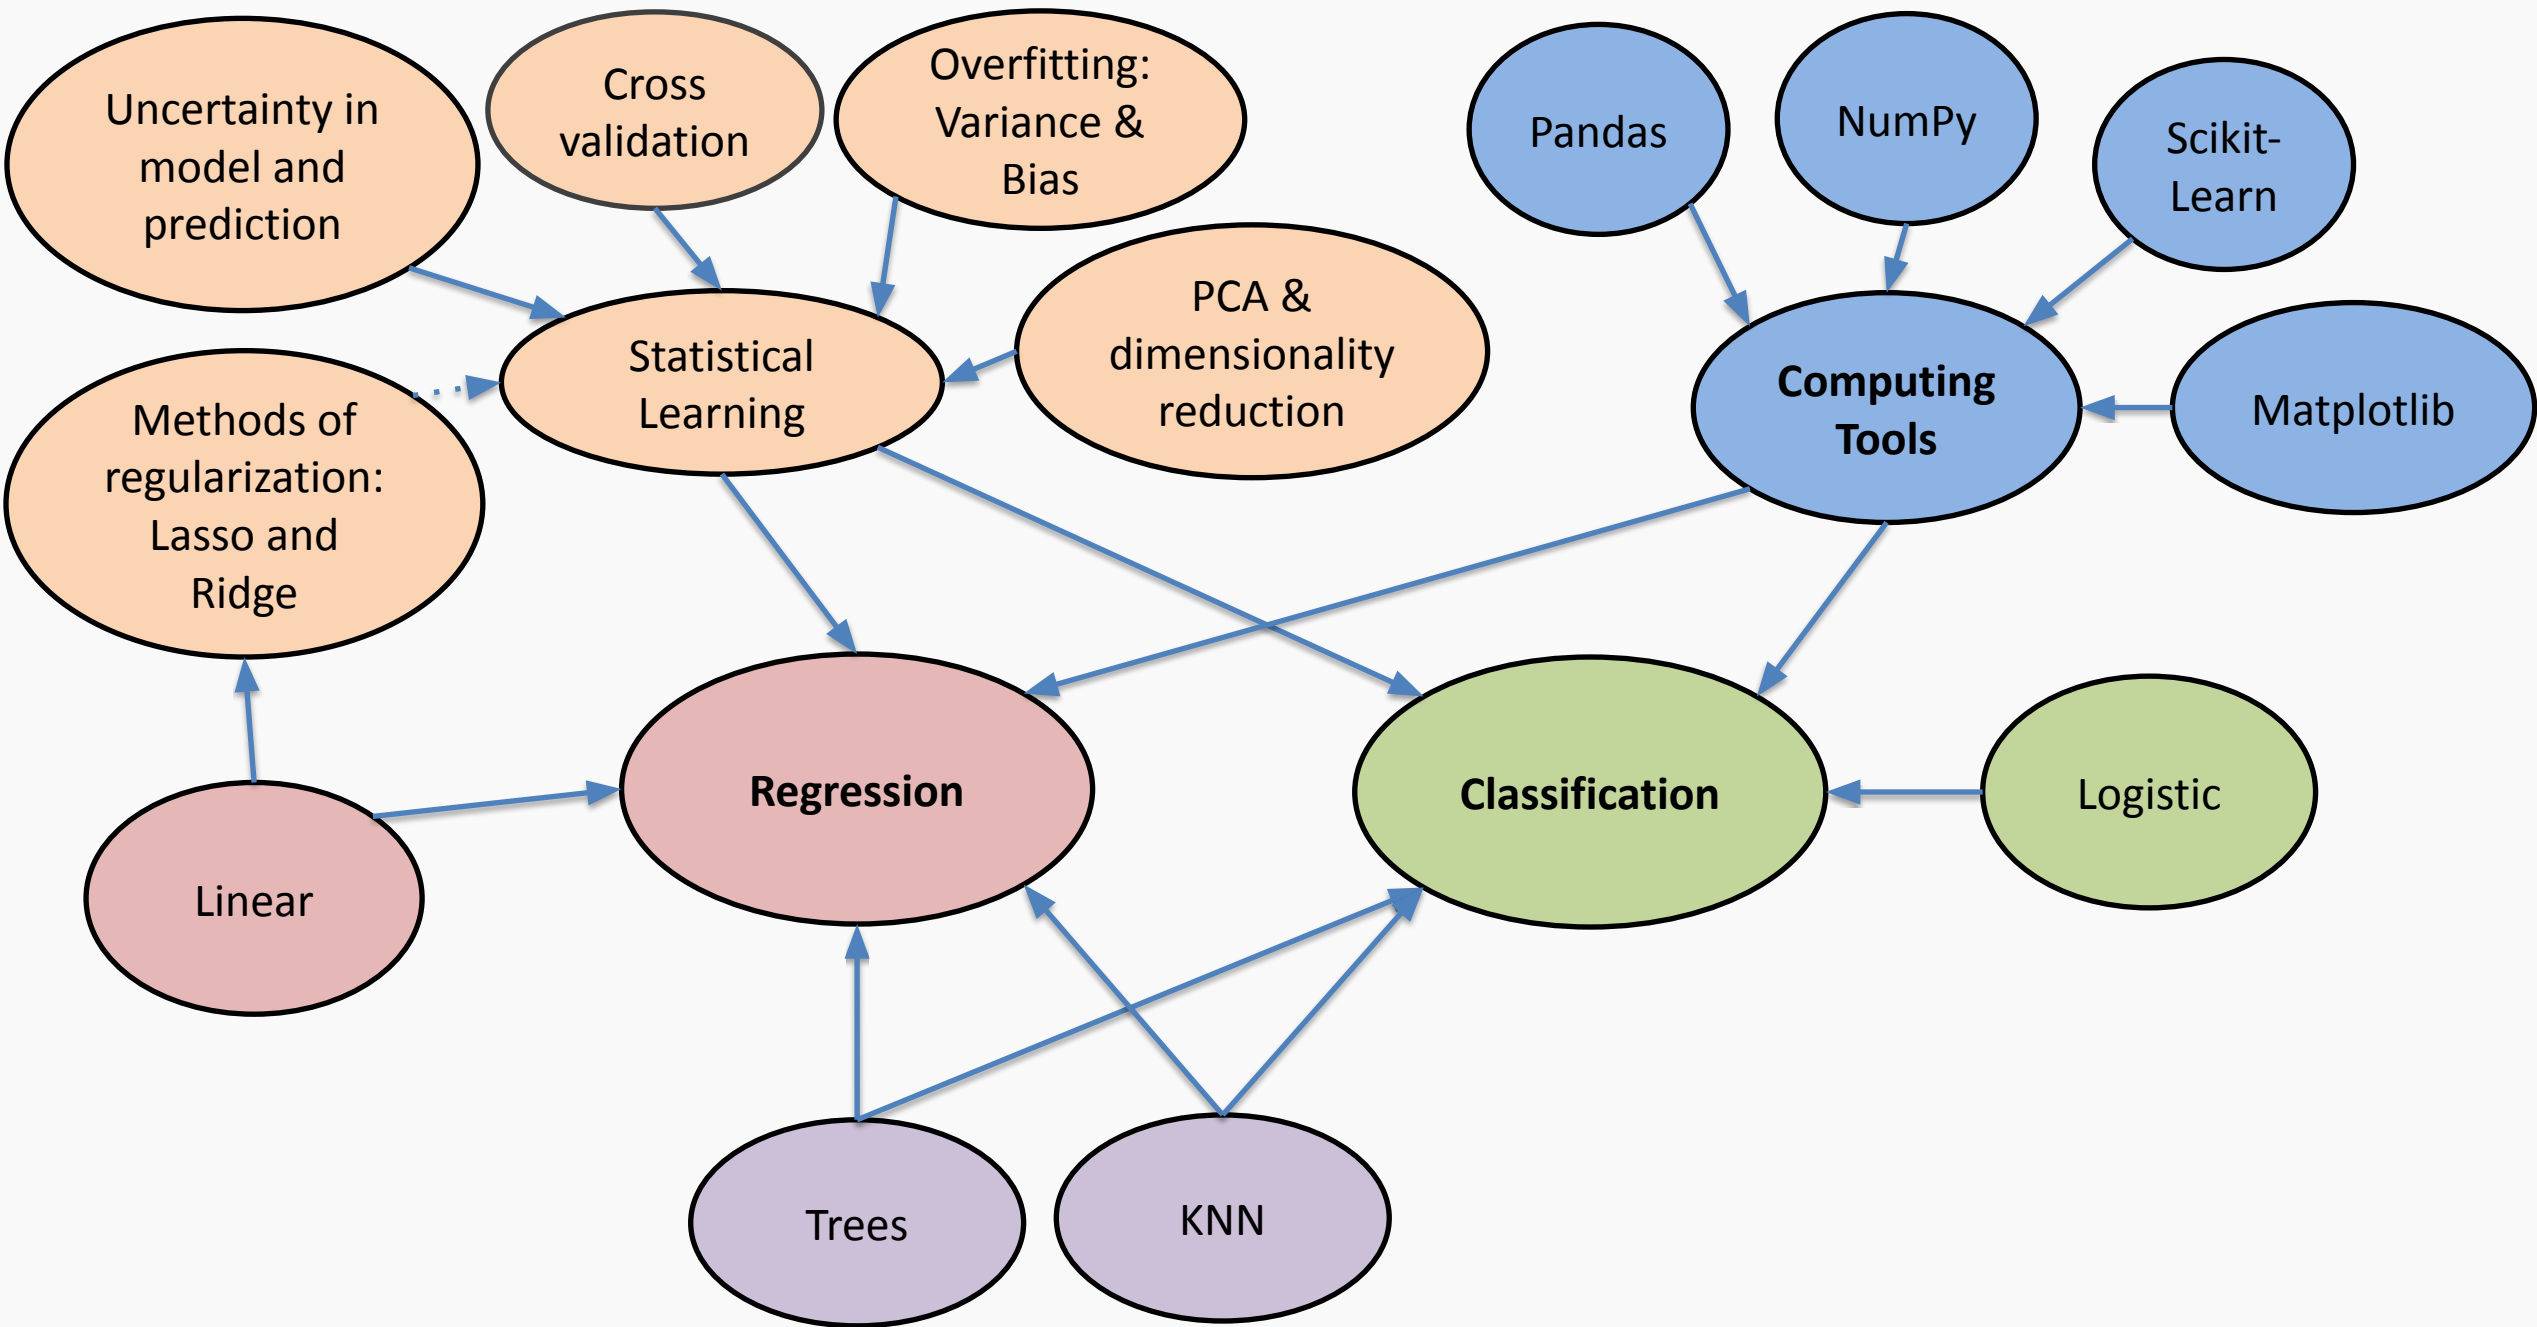 Uncertainty in
model and
prediction
Cross
validation
Overfitting:
Variance &
Bias
Pandas
NumPy
Scikit-
Learn
Statistical
Learning
PCA &
dimensionality
reduction
Computing
Tools
Matplotlib
Methods of
regularization:
Lasso and
Ridge
Regression
Classification
Logistic
Linear
Trees
KNN